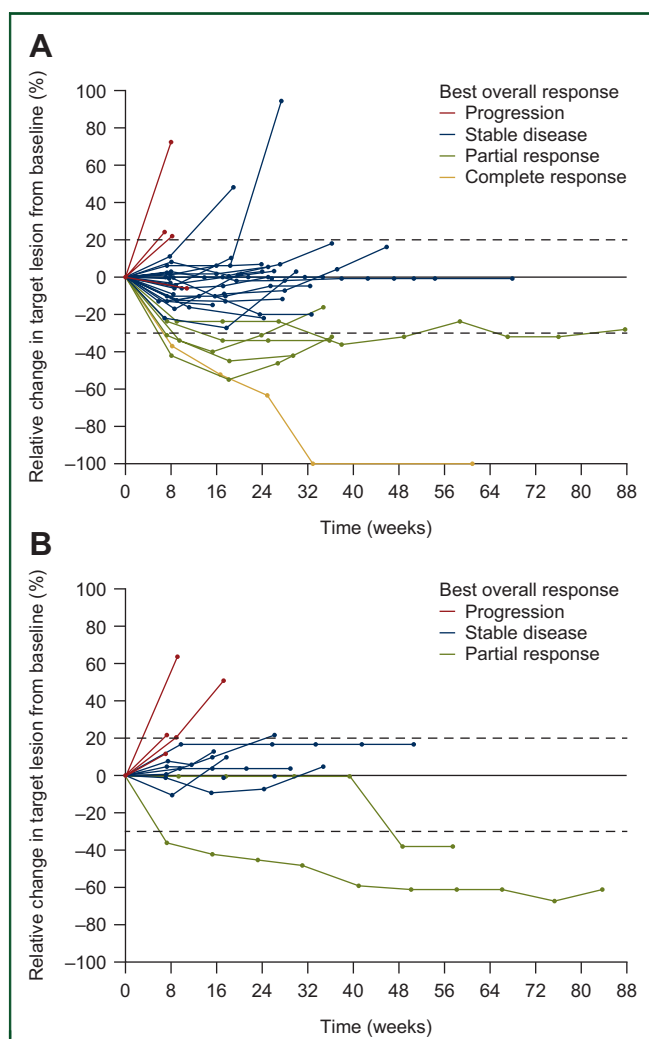 A
Relative change in target lesion from baseline (%)
100
80
60
40
20
0
–20
–40
–60
–80
–100
Best overall response
Progression
Stable disease
Partial response
Complete response
0 8 16 24 32 40 48 56 64 72 80 88
Time (weeks)
B
Relative change in target lesion from baseline (%)
100
80
60
40
20
0
–20
–40
–60
–80
–100
Best overall response
Progression
Stable disease
Partial response
0 8 16 24 32 40 48 56 64 72 80 88
Time (weeks)